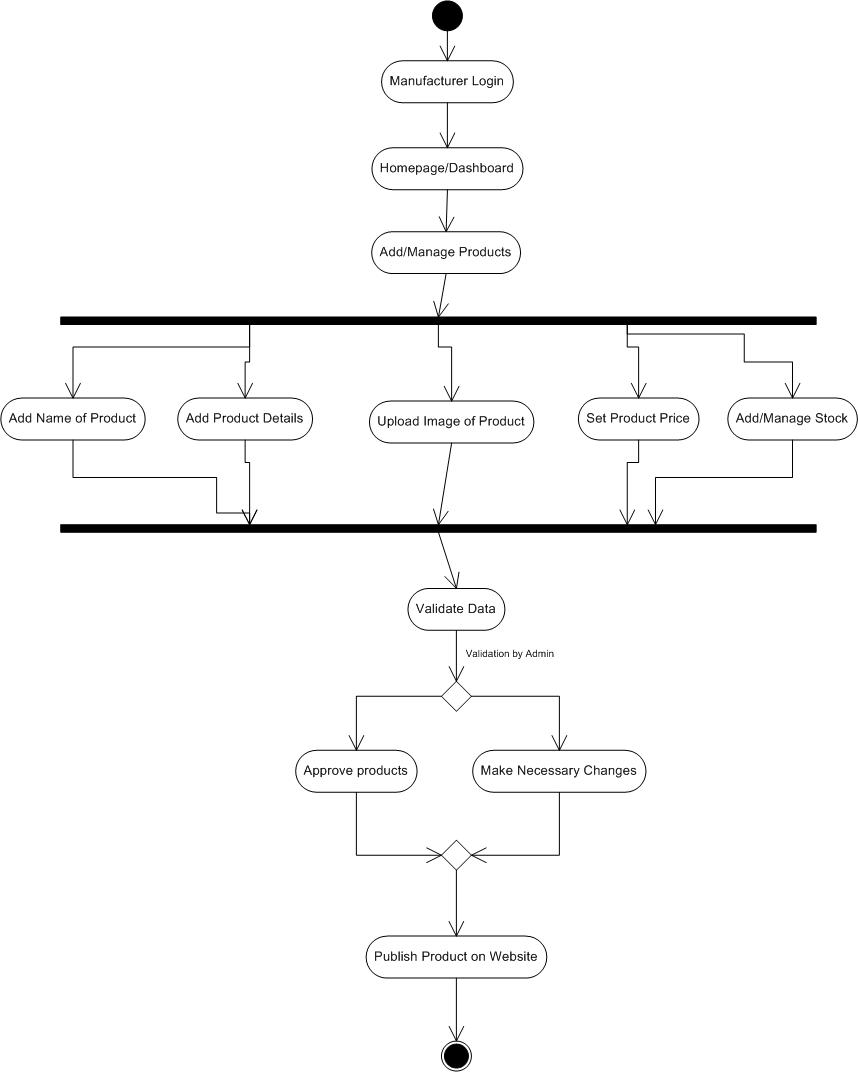 Manufacturer Login
Homepage/Dashboard
Add/Manage Products
Add Name of Product
Add Product Details
Upload Image of Product
Set Product Price
Add/Manage Stock
Validate Data
Validation by Admin
Approve products
Make Necessary Changes
Publish Product on Website